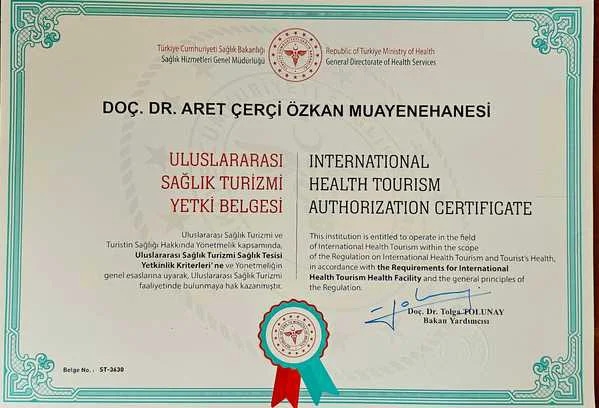 Türkiye Cumhuriyeti Sağlık Bakanlığı
Sağlık Hizmetleri Genel Müdürlüğü
Republic of Türkiye Ministry of Health
General Directorate of Health Services
DOÇ. DR. ARET ÇERÇİ ÖZKAN MUAYENEHANESİ
ULUSLARARASI
SAĞLIK TURİZMİ
YETKİ BELGESİ
INTERNATIONAL
HEALTH TOURISM
AUTHORIZATION CERTIFICATE
Uluslararası Sağlık Turizmi ve
Turistin Sağlığı Hakkında Yönetmelik kapsamında,
Uluslararası Sağlık Turizmi Sağlık Tesisi
Yetkinlik Kriterleri'ne ve Yönetmeliğin
genel esaslarına uyarak, Uluslararası Sağlık Turizmi
faaliyetinde bulunmaya hak kazanmıştır.
This institution is entitled to operate in the field
of International Health Tourism within the scope
of the Regulation on International Health Tourism and Tourist's Health,
in accordance with the Requirements for International
Health Tourism Health Facility and the general principles of
the Regulation.
Doç. Dr. Tolga TOLUNAY
Bakan Yardımcısı
Belge No. : ST-3630